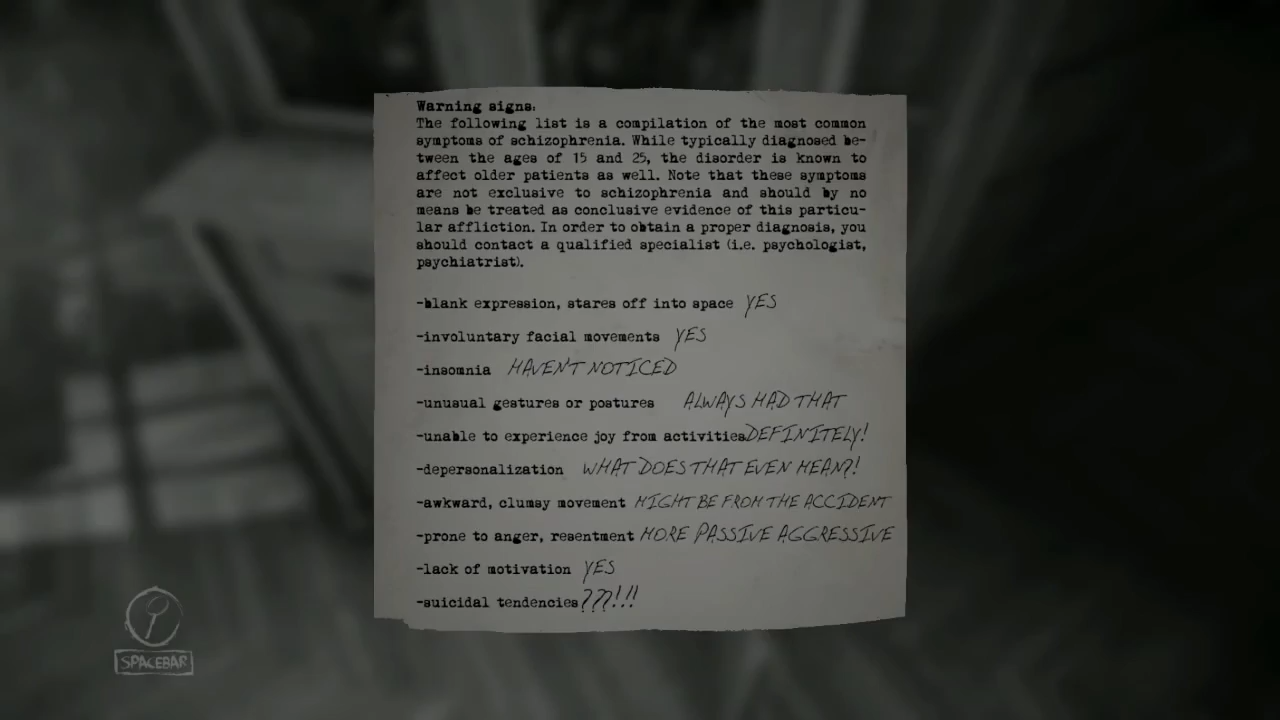 Warning signs:
The following list is a compilation of the most common
symptoms of schizophrenia. While typically diagnosed be-
tween the ages of 15 and 25, the disorder is known to
affect older patients as well. Note that these symptoms
are not exclusive to schizophrenia and should by no
means be treated as conclusive evidence of this particu-
lar affliction. In order to obtain a proper diagnosis, you
should contact a qualified specialist (i.e. psychologist,
psychiatrist).
-blank expression, stares off into space YES
-involuntary facial movements YES
-insomnia HAVEN'T NOTICED
-unusual gestures or postures ALWAYS HAD THAT
-unable to experience joy from activities DEFINITELY!
-depersonalization WHAT DOES THAT EVEN MEAN?!
-awkward, clumsy movement MIGHT BE FROM THE ACCIDENT
-prone to anger, resentment MORE PASSIVE AGGRESSIVE
-lack of motivation YES
-suicidal tendencies ???!!!
SPACEBAR